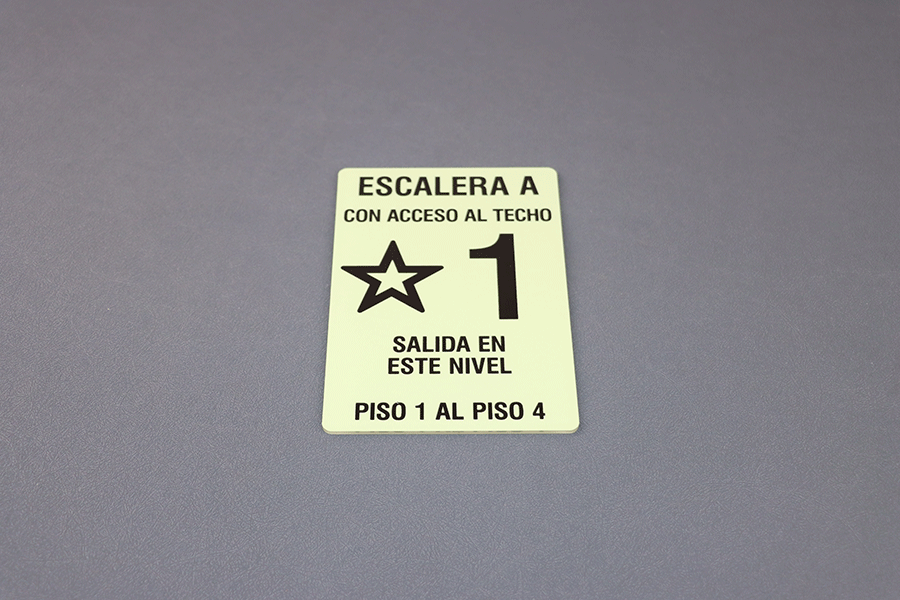 ESCALERA A
CON ACCESO AL TECHO
1
SALIDA EN
ESTE NIVEL
PISO 1 AL PISO 4